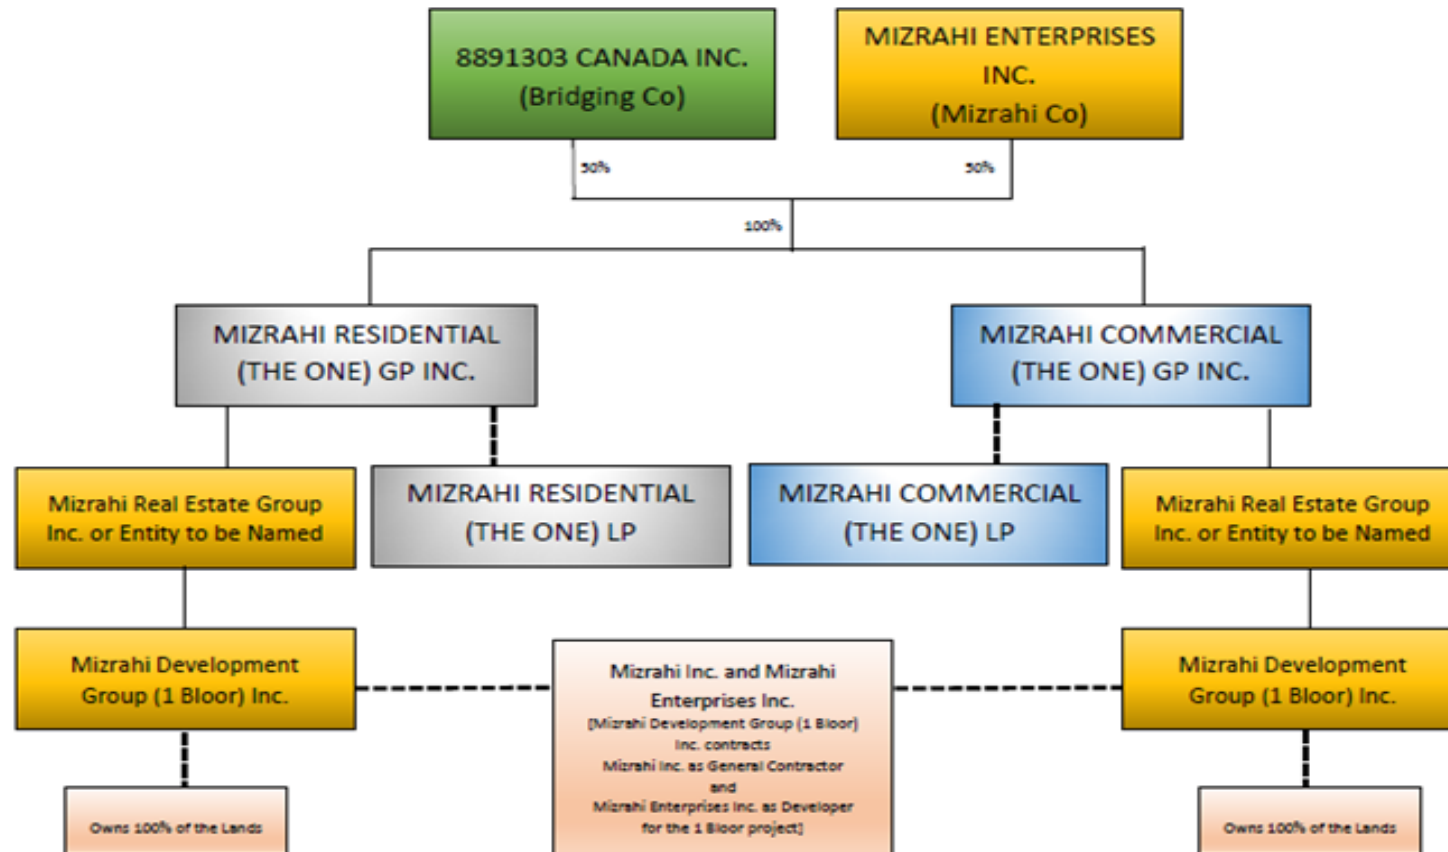 8891303 CANADA INC.
(Bridging Co)
MIZRAHI ENTERPRISES
INC.
(Mizrahi Co)
50%
50%
100%
MIZRAHI RESIDENTIAL
(THE ONE) GP INC.
MIZRAHI COMMERCIAL
(THE ONE) GP INC.
Mizrahi Real Estate Group
Inc. or Entity to be Named
MIZRAHI RESIDENTIAL
(THE ONE) LP
MIZRAHI COMMERCIAL
(THE ONE) LP
Mizrahi Real Estate Group
Inc. or Entity to be Named
Mizrahi Development
Group (1 Bloor) Inc.
Mizrahi Inc. and Mizrahi
Enterprises Inc.
[Mizrahi Development Group (1 Bloor)
Inc. contracts
Mizrahi Inc. as General Contractor
and
Mizrahi Enterprises Inc. as Developer
for the 1 Bloor project]
Mizrahi Development
Group (1 Bloor) Inc.
Owns 100% of the Lands
Owns 100% of the Lands